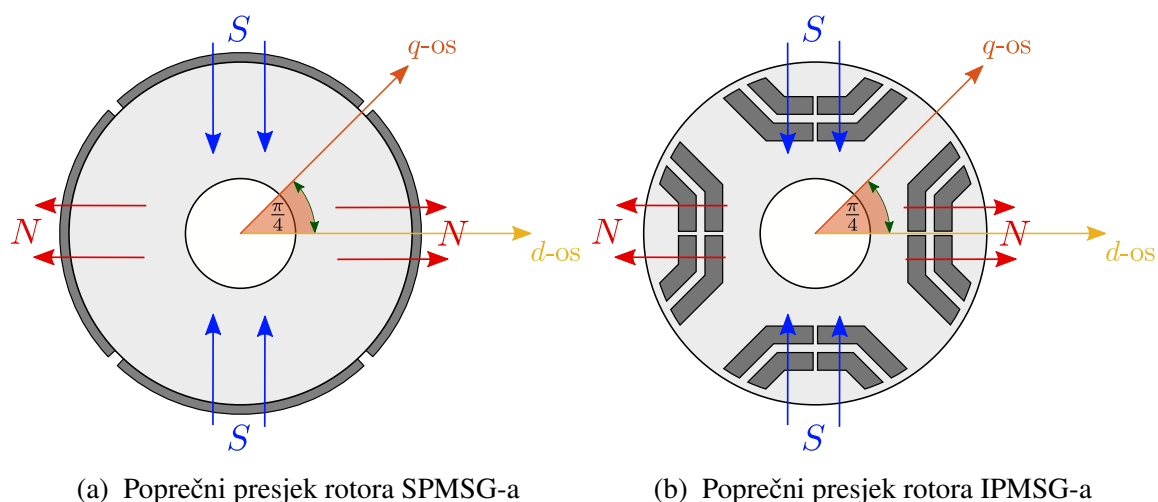 S
q-os
π/4
N
N
d-os
S
(a) Poprečni presjek rotora SPMSG-a
S
q-os
π/4
N
N
d-os
S
(b) Poprečni presjek rotora IPMSG-a